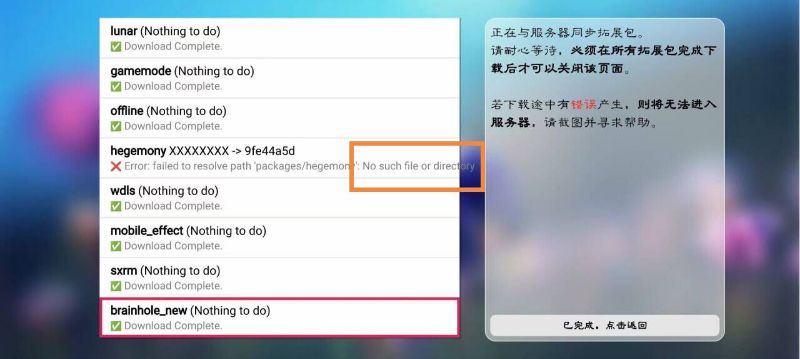 lunar (Nothing to do)
✅ Download Complete.
gamemode (Nothing to do)
✅ Download Complete.
offline (Nothing to do)
✅ Download Complete.
hegemony XXXXXXXX -> 9fe44a5d
❌ Error: failed to resolve path 'packages/hegemony': No such file or directory
wdls (Nothing to do)
✅ Download Complete.
mobile_effect (Nothing to do)
✅ Download Complete.
sxrm (Nothing to do)
✅ Download Complete.
brainhole_new (Nothing to do)
✅ Download Complete.
正在与服务器同步拓展包。
请耐心等待，必须在所有拓展包完成下
载后才可以关闭该页面。
若下载途中有错误产生，则将无法进入
服务器，请截图并寻求帮助。
已完成，点击返回